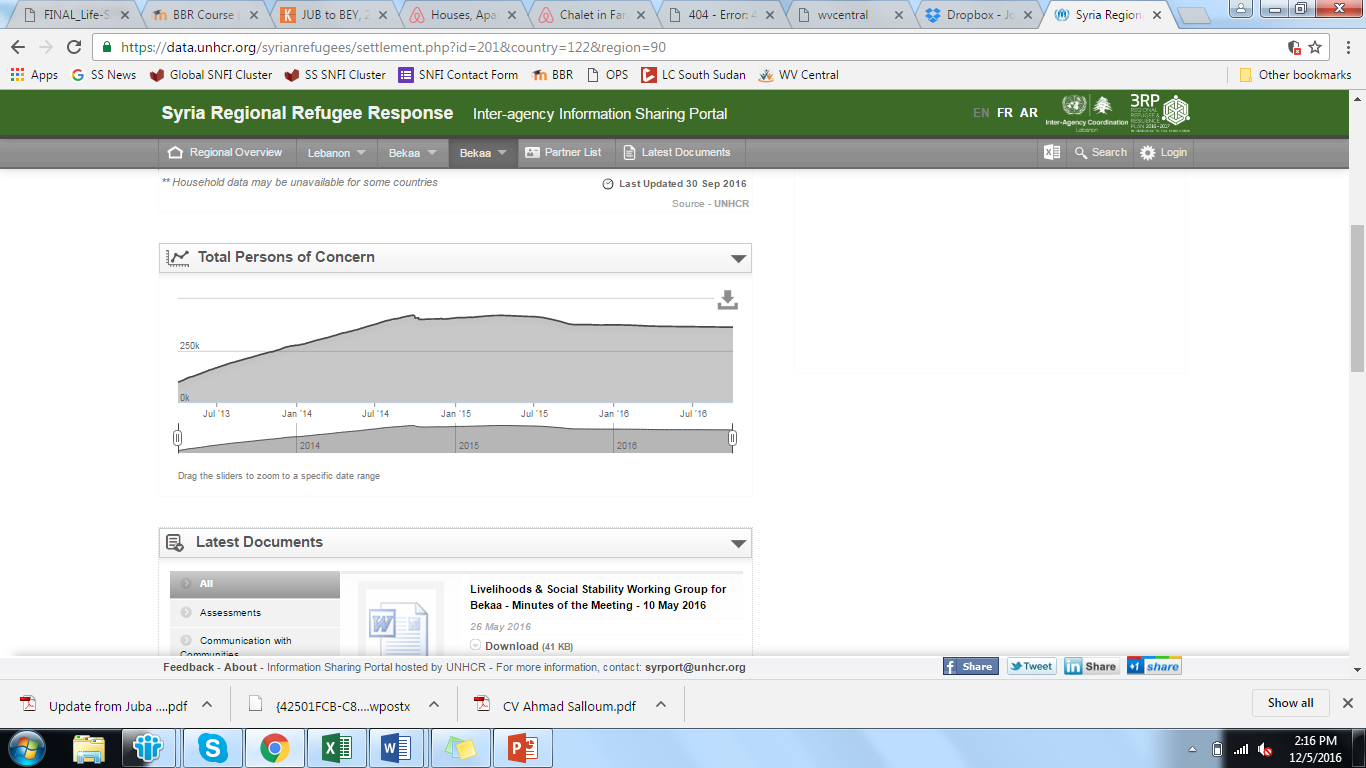 FINAL_Life-S
BBR Course (
JUB to BEY, 2
Houses, Apa
Chalet in Far
404 - Error: 4
wvcentral
Dropbox - Jo
Syria Region
https://data.unhcr.org/syrianrefugees/settlement.php?id=201&country=122&region=90
Apps
SS News
Global SNFI Cluster
SS SNFI Cluster
SNFI Contact Form
BBR
OPS
LC South Sudan
WV Central
Other bookmarks
Syria Regional Refugee Response
Inter-agency Information Sharing Portal
EN FR AR
Inter-Agency Coordination
Lebanon
3RP
REGIONAL
REFUGEE &
RESILIENCE
PLAN 2016-2017
Regional Overview
Lebanon
Bekaa
Bekaa
Partner List
Latest Documents
Search
Login
** Household data may be unavailable for some countries
Last Updated 30 Sep 2016
Source - UNHCR
Total Persons of Concern
250k
0k
Jul '13
Jan '14
Jul '14
Jan '15
Jul '15
Jan '16
Jul '16
2014
2015
2016
Drag the sliders to zoom to a specific date range
Latest Documents
All
Assessments
Communication with
Communities
W
Livelihoods & Social Stability Working Group for
Bekaa - Minutes of the Meeting - 10 May 2016
26 May 2016
Download (41 KB)
Feedback - About - Information Sharing Portal hosted by UNHCR - For more information, contact: syrport@unhcr.org
f Share
Tweet
in Share
+1 share
Update from Juba ....pdf
{42501FCB-C8....wpostx
CV Ahmad Salloum.pdf
Show all
2:16 PM
12/5/2016